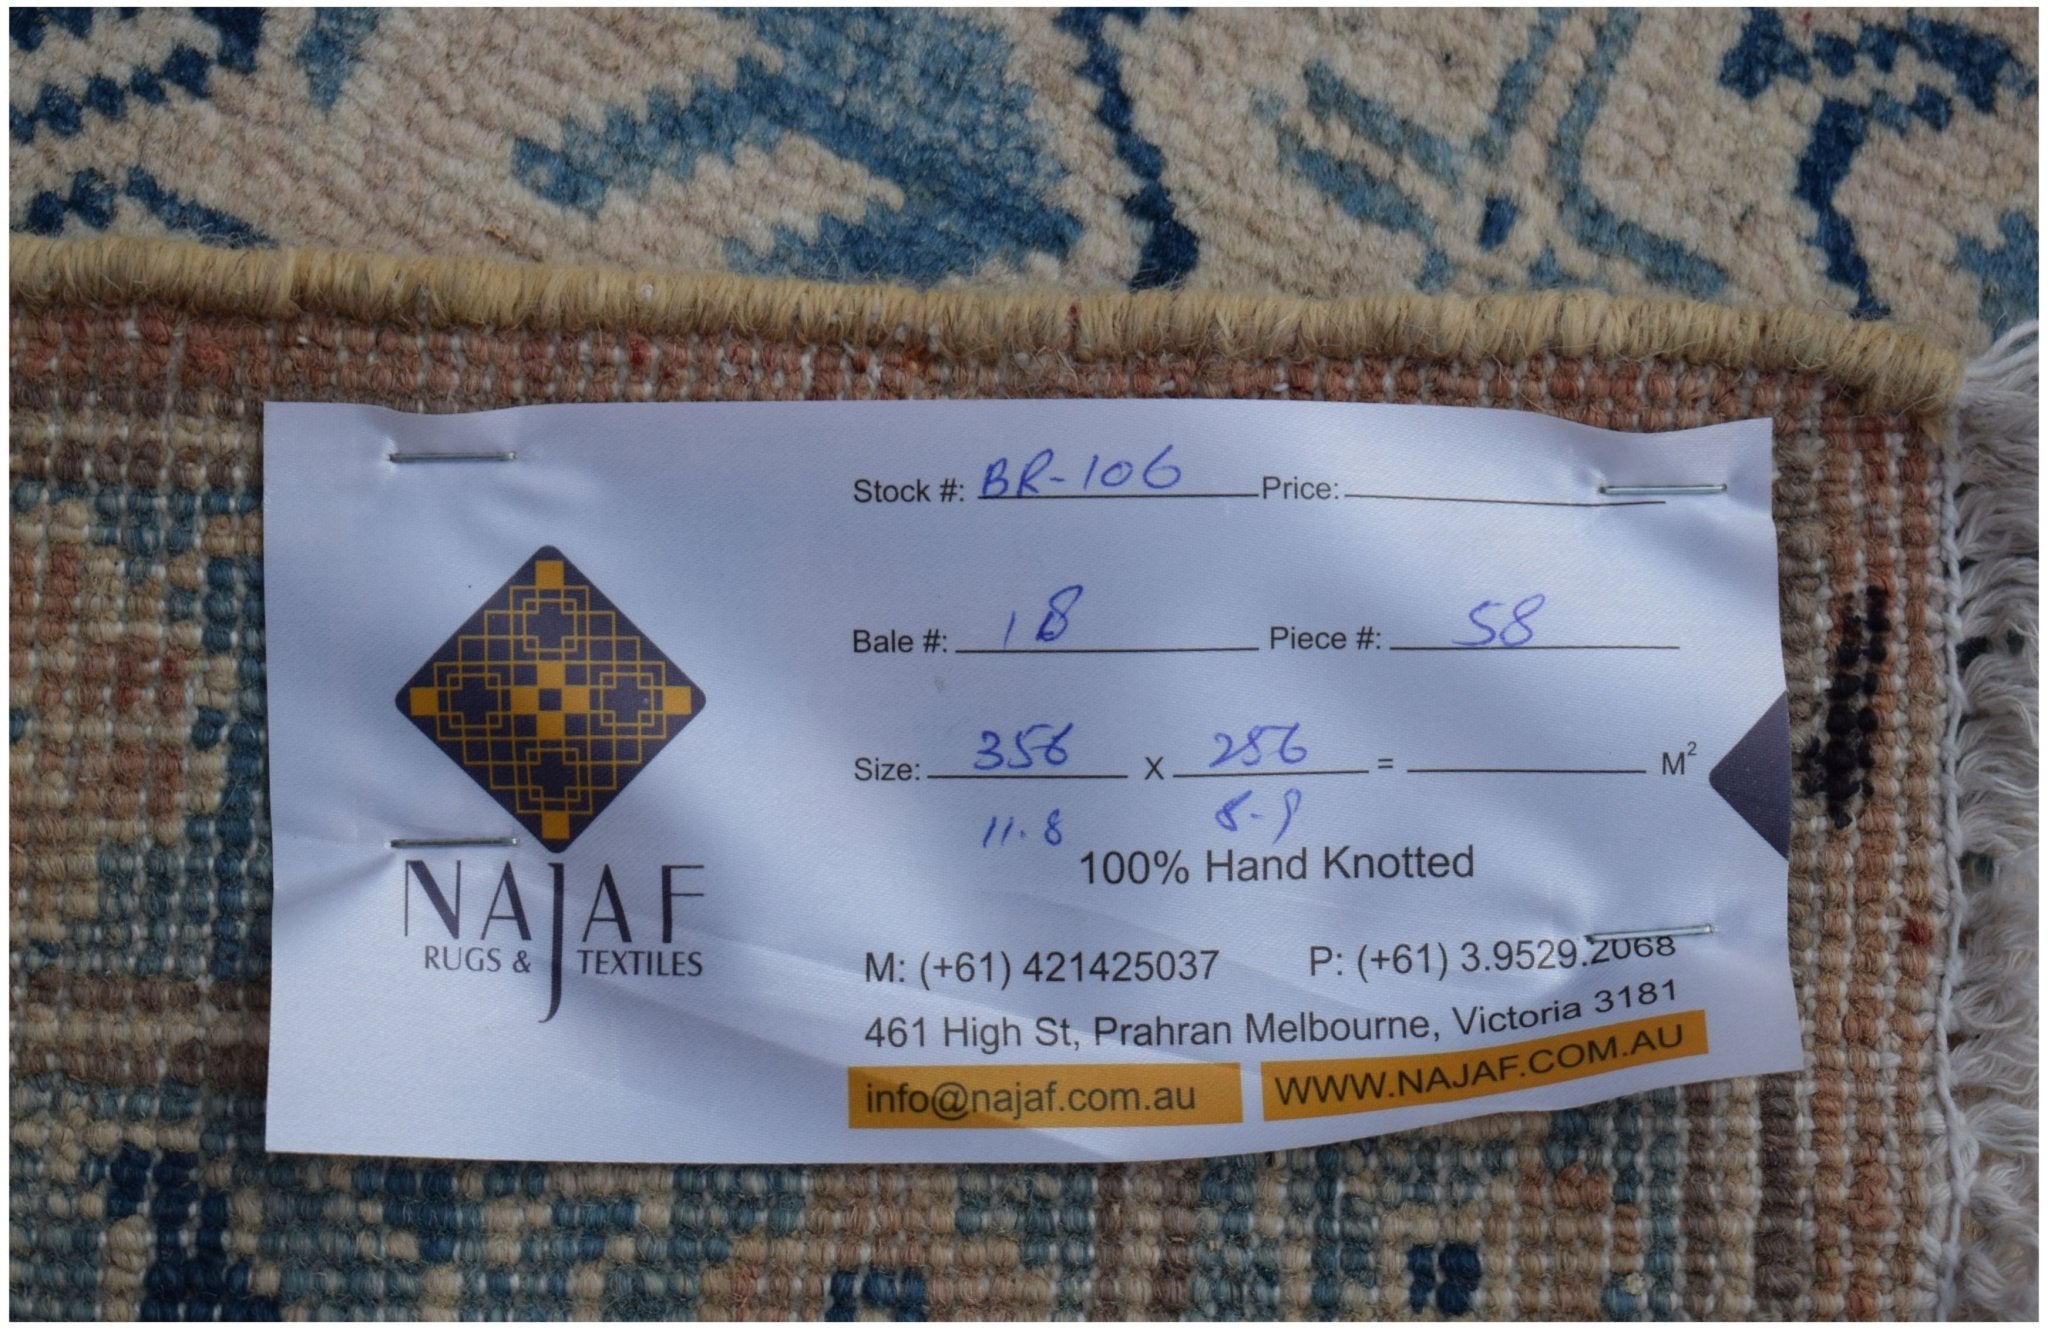 Stock #: BR-106 Price:
Bale #: 18 Piece #: 58
Size: 356 X 256 = M²
11.8 8-9
100% Hand Knotted
NAJAF
RUGS & TEXTILES
M: (+61) 421425037 P: (+61) 3.9529.2068
461 High St, Prahran Melbourne, Victoria 3181
info@najaf.com.au WWW.NAJAF.COM.AU